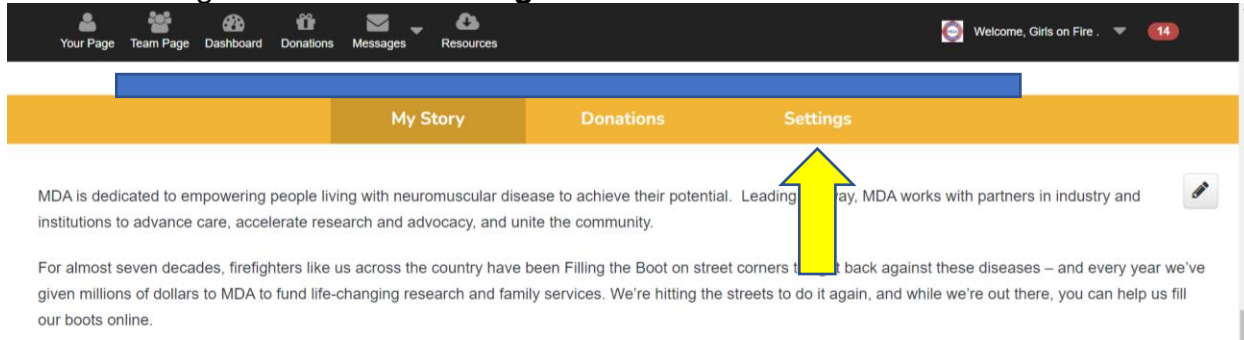 Your Page Team Page Dashboard Donations Messages Resources Welcome, Girls on Fire . 14
My Story Donations Settings
MDA is dedicated to empowering people living with neuromuscular disease to achieve their potential. Leading MDA works with partners in industry and
institutions to advance care, accelerate research and advocacy, and unite the community.
For almost seven decades, firefighters like us across the country have been Filling the Boot on street corners back against these diseases – and every year we've
given millions of dollars to MDA to fund life-changing research and family services. We're hitting the streets to do it again, and while we're out there, you can help us fill
our boots online.